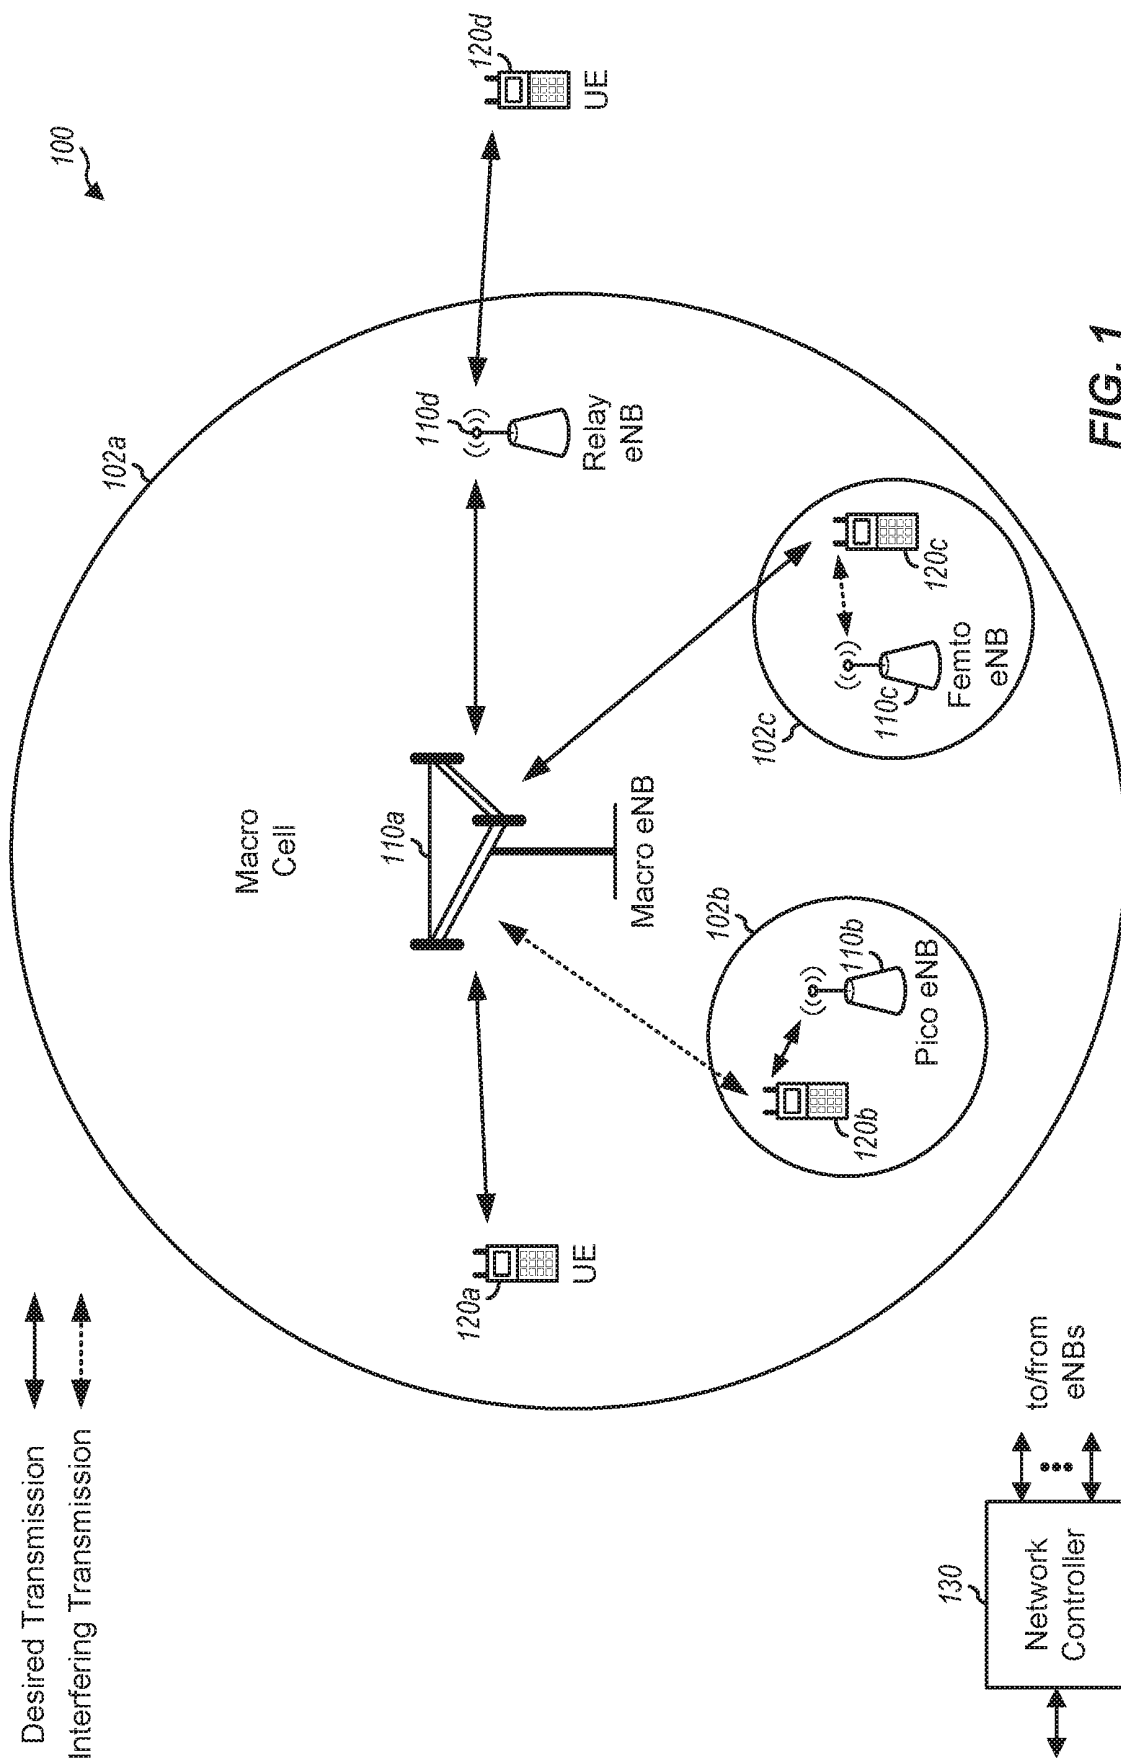 100
Desired Transmission
Interfering Transmission
102a
Macro
Cell
110a
Macro eNB
120a
UE
110d
Relay
eNB
120d
UE
102b
110b
Pico eNB
120b
102c
110c
Femto
eNB
120c
130
Network
Controller
to/from
eNBs
FIG. 1